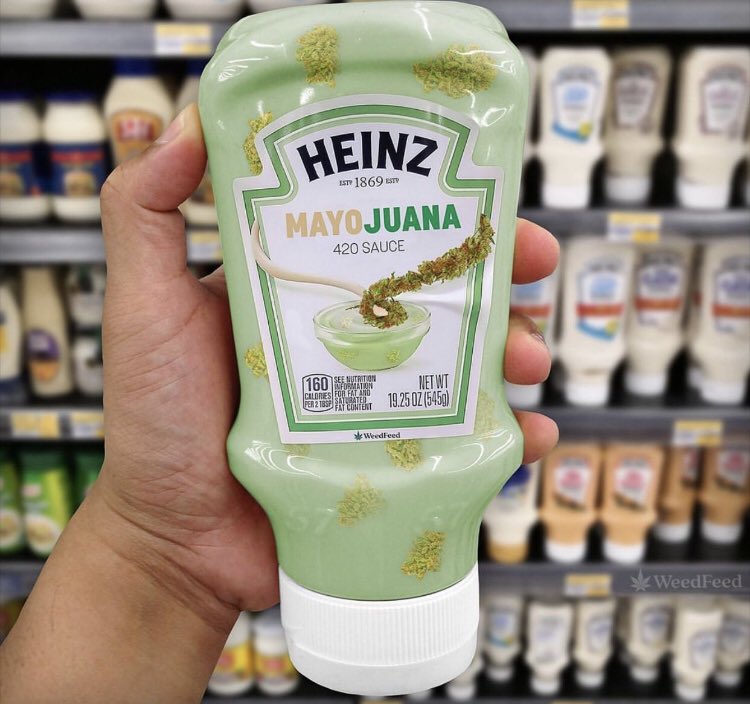 HEINZ
ESTD 1869 ESTD
MAYOJUANA
420 SAUCE
160
CALORIES
PER 2 TBSP
SEE NUTRITION
INFORMATION
FOR FAT AND
SATURATED
FAT CONTENT
NET WT
19.25 OZ (545g)
WeedFeed
WeedFeed